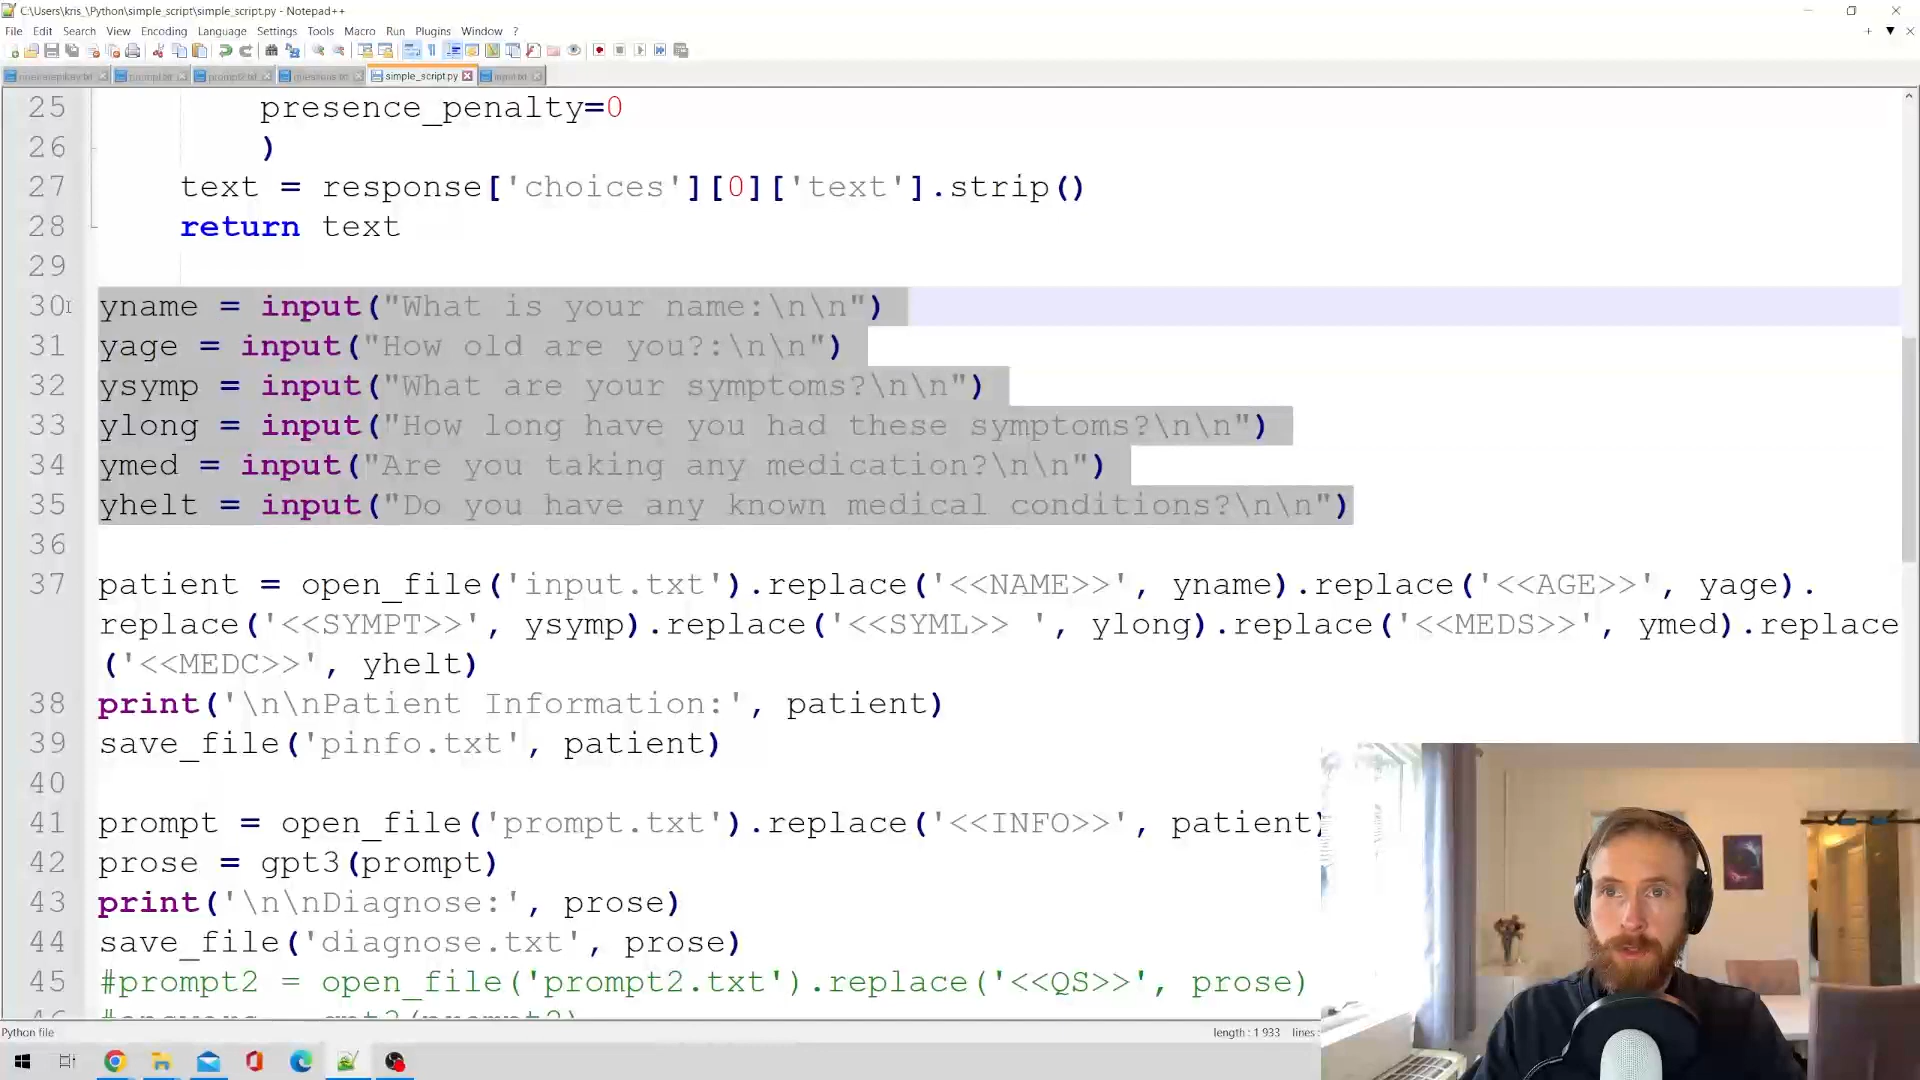 C:\Users\kris_\Python\simple_script\simple_script.py - Notepad++
File Edit Search View Encoding Language Settings Tools Macro Run Plugins Window ?
simple_script.py input.txt
25 presence_penalty=0
26 )
27 text = response['choices'][0]['text'].strip()
28 return text
29
30 yname = input("What is your name:\n\n")
31 yage = input("How old are you?:\n\n")
32 ysymp = input("What are your symptoms?\n\n")
33 ylong = input("How long have you had these symptoms?\n\n")
34 ymed = input("Are you taking any medication?\n\n")
35 yhelt = input("Do you have any known medical conditions?\n\n")
36
37 patient = open_file('input.txt').replace('<<NAME>>', yname).replace('<<AGE>>', yage).
replace('<<SYMPT>>', ysymp).replace('<<SYML>> ', ylong).replace('<<MEDS>>', ymed).replace
('<<MEDC>>', yhelt)
38 print('\n\nPatient Information:', patient)
39 save_file('pinfo.txt', patient)
40
41 prompt = open_file('prompt.txt').replace('<<INFO>>', patient)
42 prose = gpt3(prompt)
43 print('\n\nDiagnose:', prose)
44 save_file('diagnose.txt', prose)
45 #prompt2 = open_file('prompt2.txt').replace('<<QS>>', prose)
Python file length : 1 933 lines: